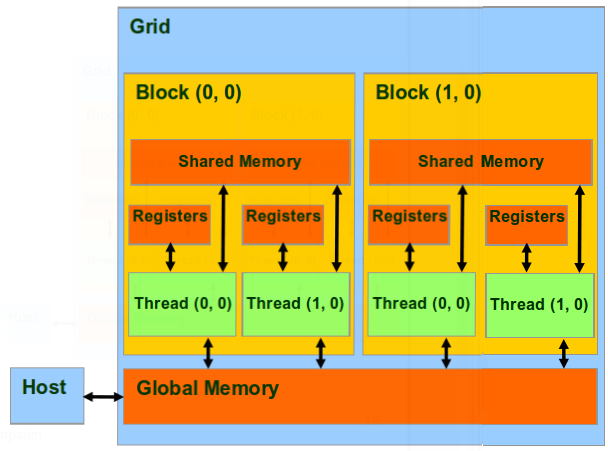 Grid
Block (0, 0)
Block (1, 0)
Shared Memory
Shared Memory
Registers
Registers
Registers
Registers
Thread (0, 0)
Thread (1, 0)
Thread (0, 0)
Thread (1, 0)
Host
Global Memory